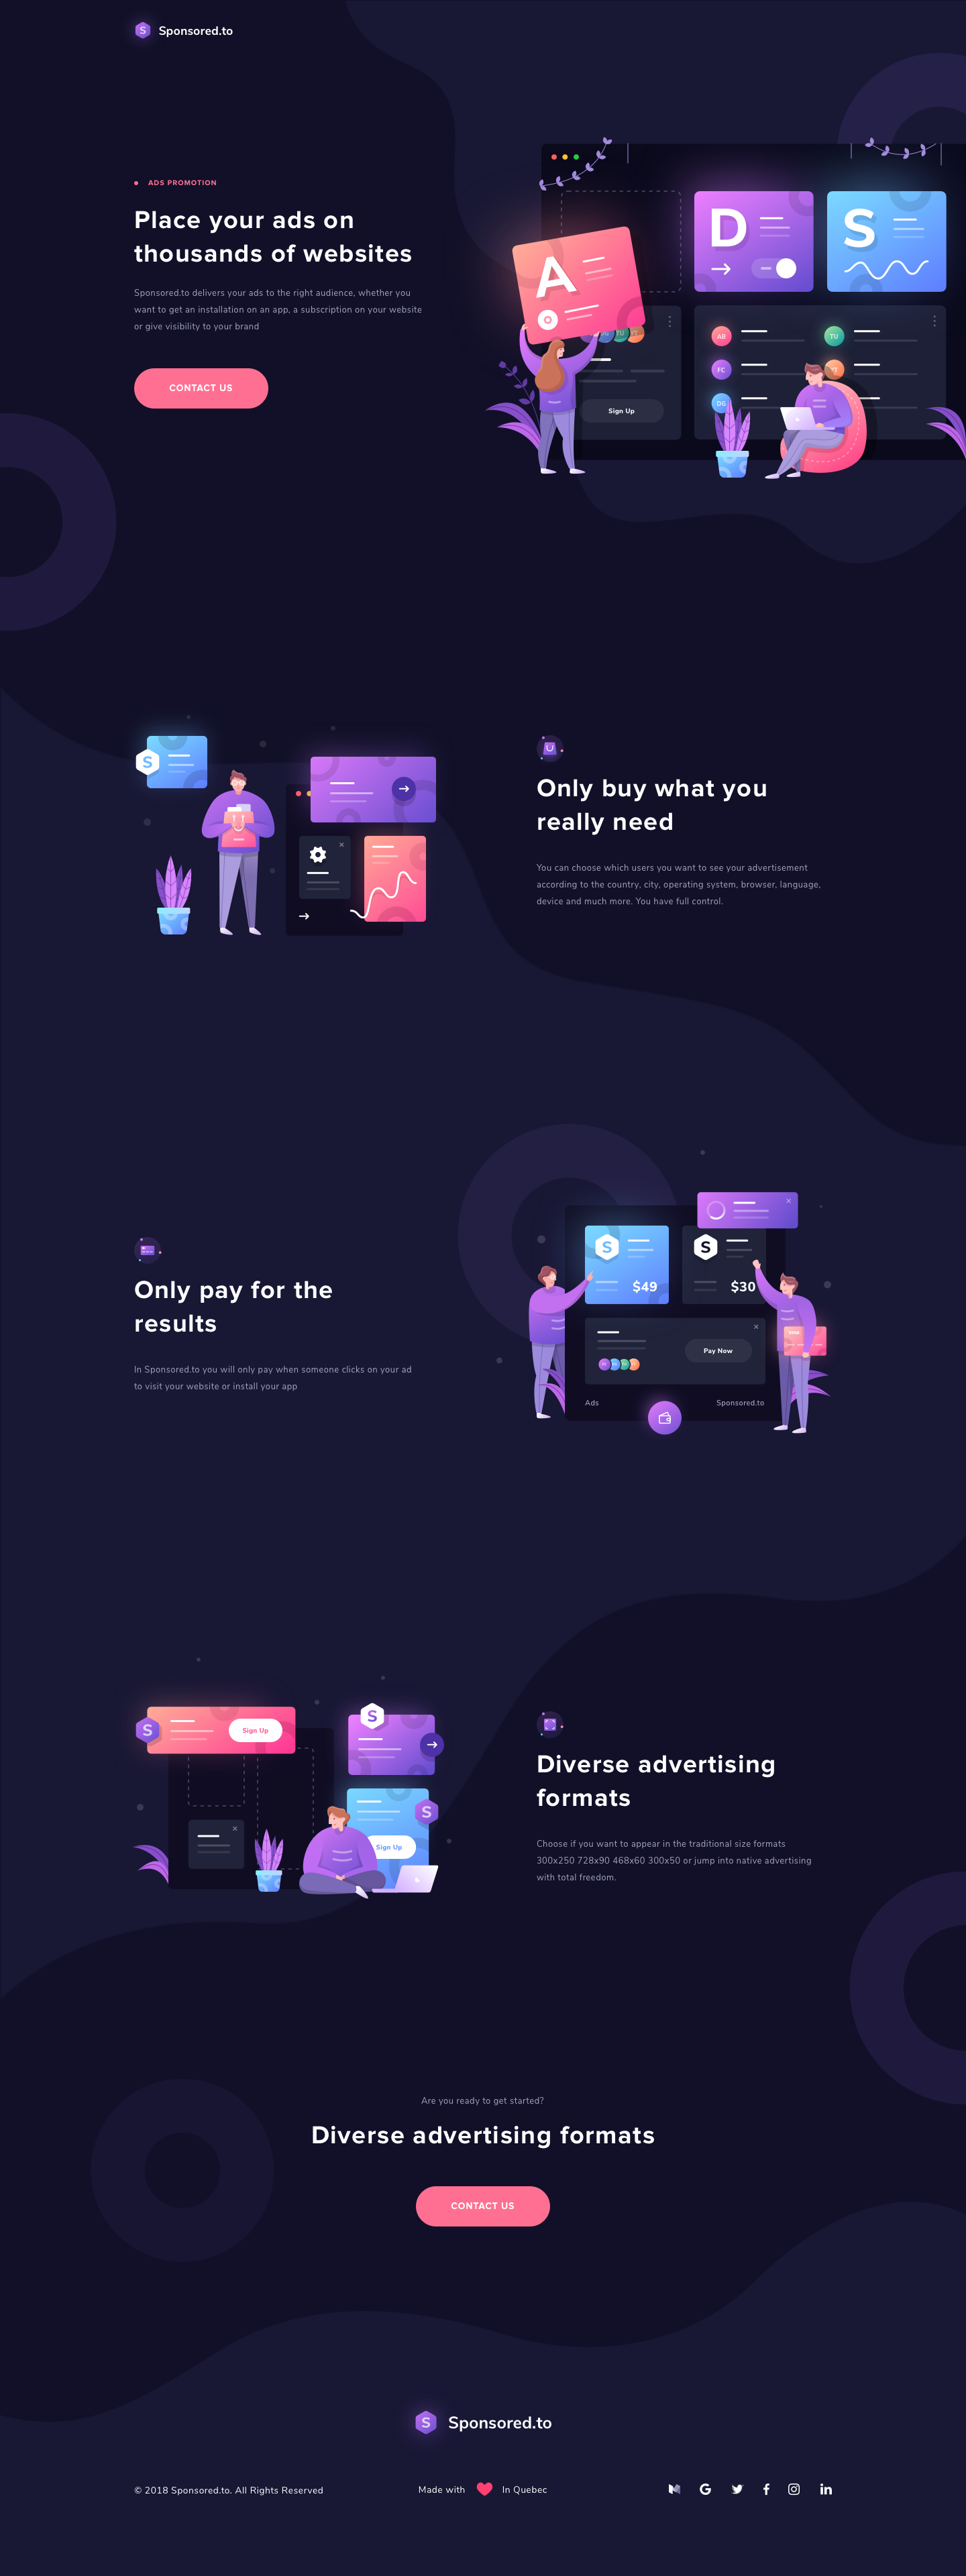 S Sponsored.to
ADS PROMOTION
Place your ads on
thousands of websites
Sponsored.to delivers your ads to the right audience, whether you
want to get an installation on an app, a subscription on your website
or give visibility to your brand
CONTACT US
D
S
A
AB
TU
FC
YT
DG
TU
Sign Up
S
Only buy what you
really need
You can choose which users you want to see your advertisement
according to the country, city, operating system, browser, language,
device and much more. You have full control.
Only pay for the
results
In Sponsored.to you will only pay when someone clicks on your ad
to visit your website or install your app
S
$49
S
$30
VISA
Pay Now
Ads
Sponsored.to
S
Sign Up
S
S
Sign Up
Diverse advertising
formats
Choose if you want to appear in the traditional size formats
300x250 728x90 468x60 300x50 or jump into native advertising
with total freedom.
Are you ready to get started?
Diverse advertising formats
CONTACT US
S Sponsored.to
© 2018 Sponsored.to. All Rights Reserved
Made with In Quebec